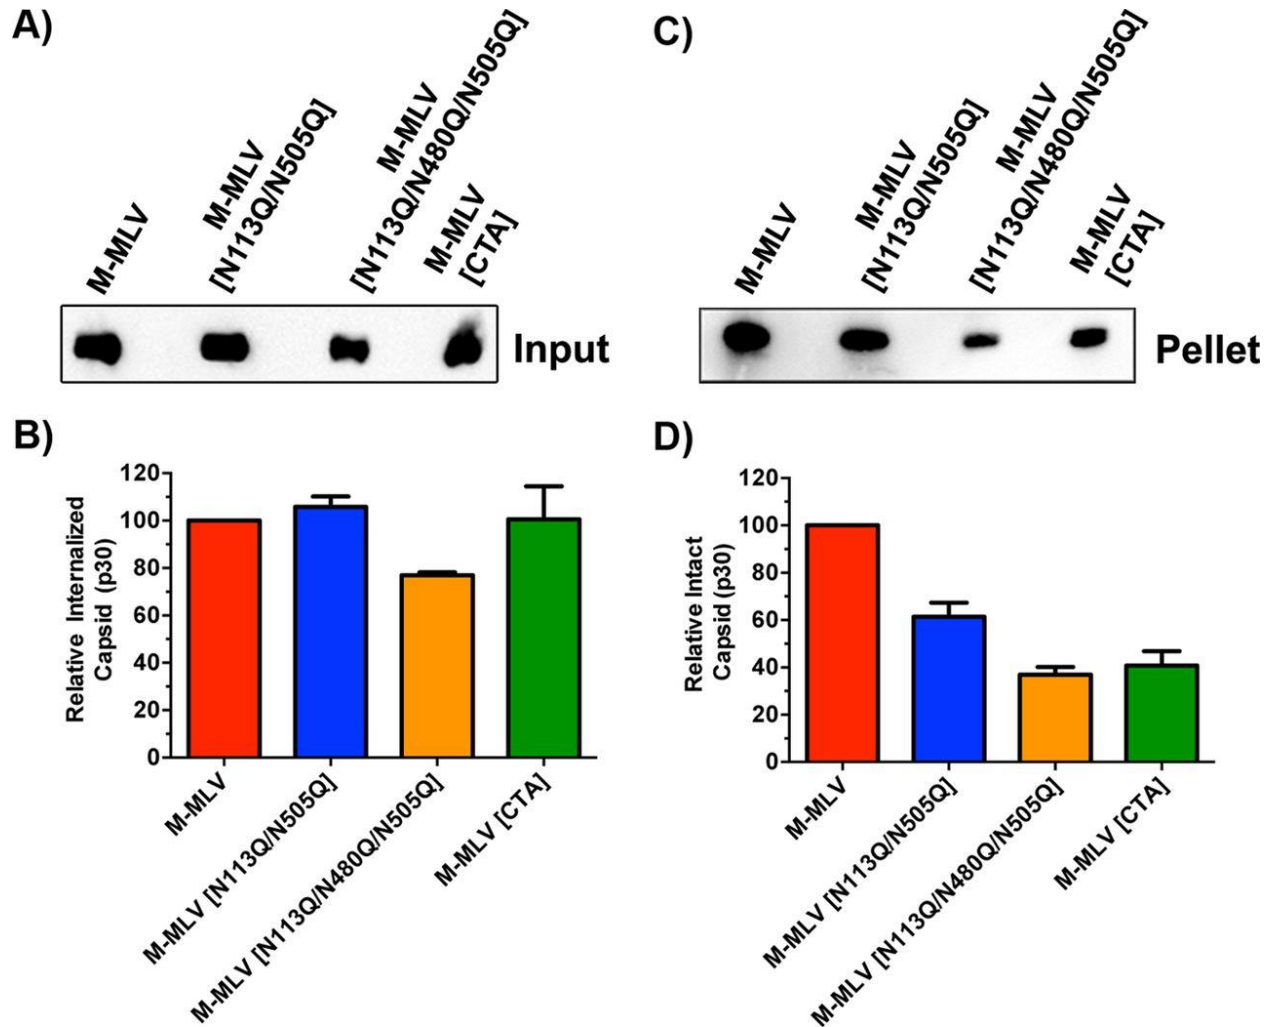 A)
M-MLV
M-MLV
[N113Q/N505Q]
M-MLV
[N113Q/N480Q/N505Q]
M-MLV
[CTA]
Input
B)
Relative Internalized
Capsid (p30)
120
100
80
60
40
20
0
M-MLV
M-MLV [N113Q/N505Q]
M-MLV [N113Q/N480Q/N505Q]
M-MLV [CTA]
C)
M-MLV
M-MLV
[N113Q/N505Q]
M-MLV
[N113Q/N480Q/N505Q]
M-MLV
[CTA]
Pellet
D)
Relative Intact
Capsid (p30)
120
100
80
60
40
20
0
M-MLV
M-MLV [N113Q/N505Q]
M-MLV [N113Q/N480Q/N505Q]
M-MLV [CTA]